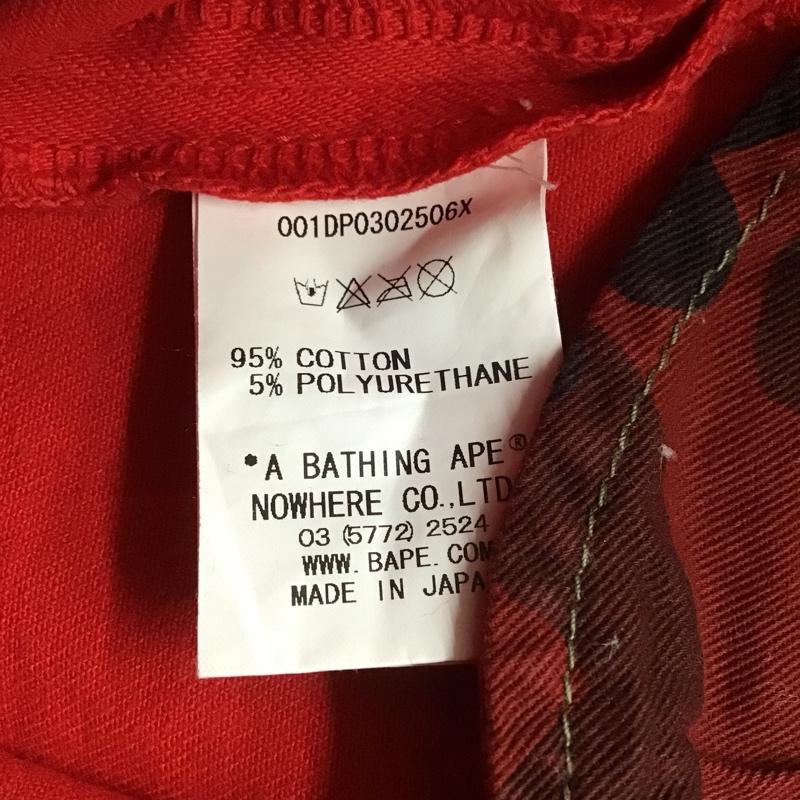 001DP0302506X
95% COTTON
5% POLYURETHANE
*A BATHING APE®
NOWHERE CO.,LTD
03 (5772) 2524
WWW. BAPE. COM
MADE IN JAPA